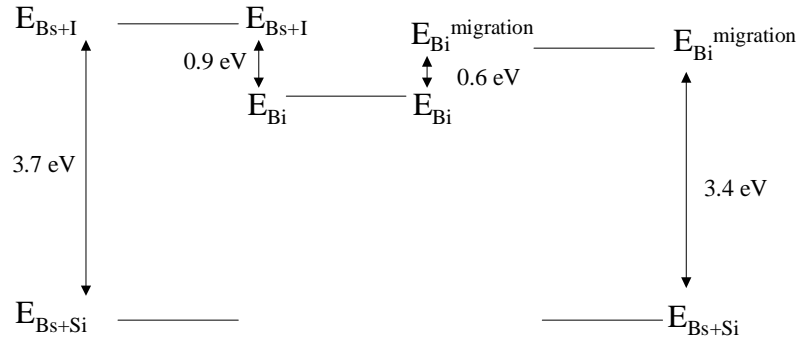 E_Bs+I E_Bs+I E_Bi^migration E_Bi^migration
0.9 eV 0.6 eV
E_Bi E_Bi
3.7 eV 3.4 eV
E_Bs+Si E_Bs+Si